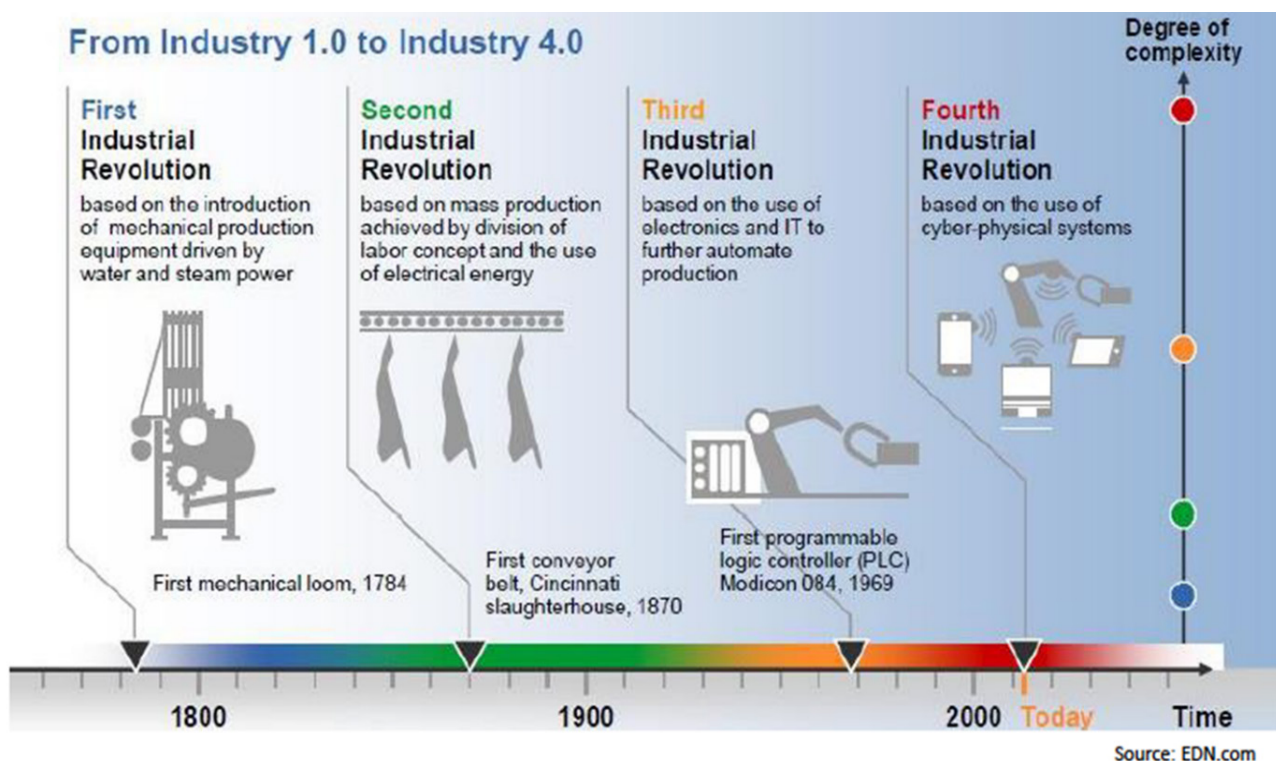 From Industry 1.0 to Industry 4.0
Degree of
complexity
First
Industrial
Revolution
based on the introduction
of mechanical production
equipment driven by
water and steam power
Second
Industrial
Revolution
based on mass production
achieved by division of
labor concept and the use
of electrical energy
Third
Industrial
Revolution
based on the use of
electronics and IT to
further automate
production
Fourth
Industrial
Revolution
based on the use of
cyber-physical systems
First mechanical loom, 1784
First conveyor
belt, Cincinnati
slaughterhouse, 1870
First programmable
logic controller (PLC)
Modicon 084, 1969
1800
1900
2000
Today
Time
Source: EDN.com